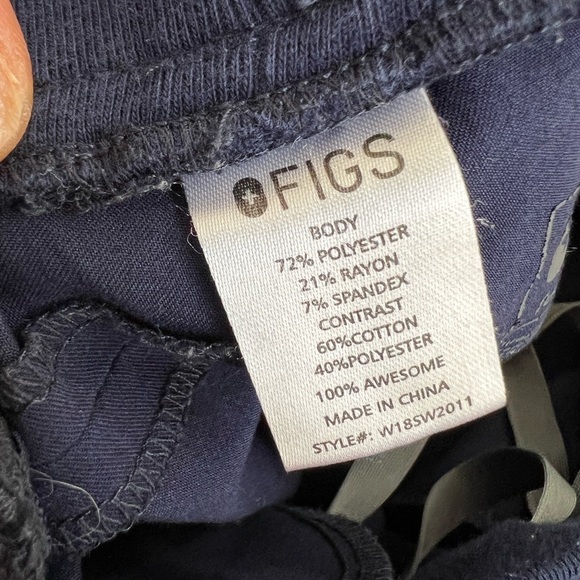 FIGS
BODY
72% POLYESTER
21% RAYON
7% SPANDEX
CONTRAST
60%COTTON
40%POLYESTER
100% AWESOME
MADE IN CHINA
STYLE#: W18SW2011